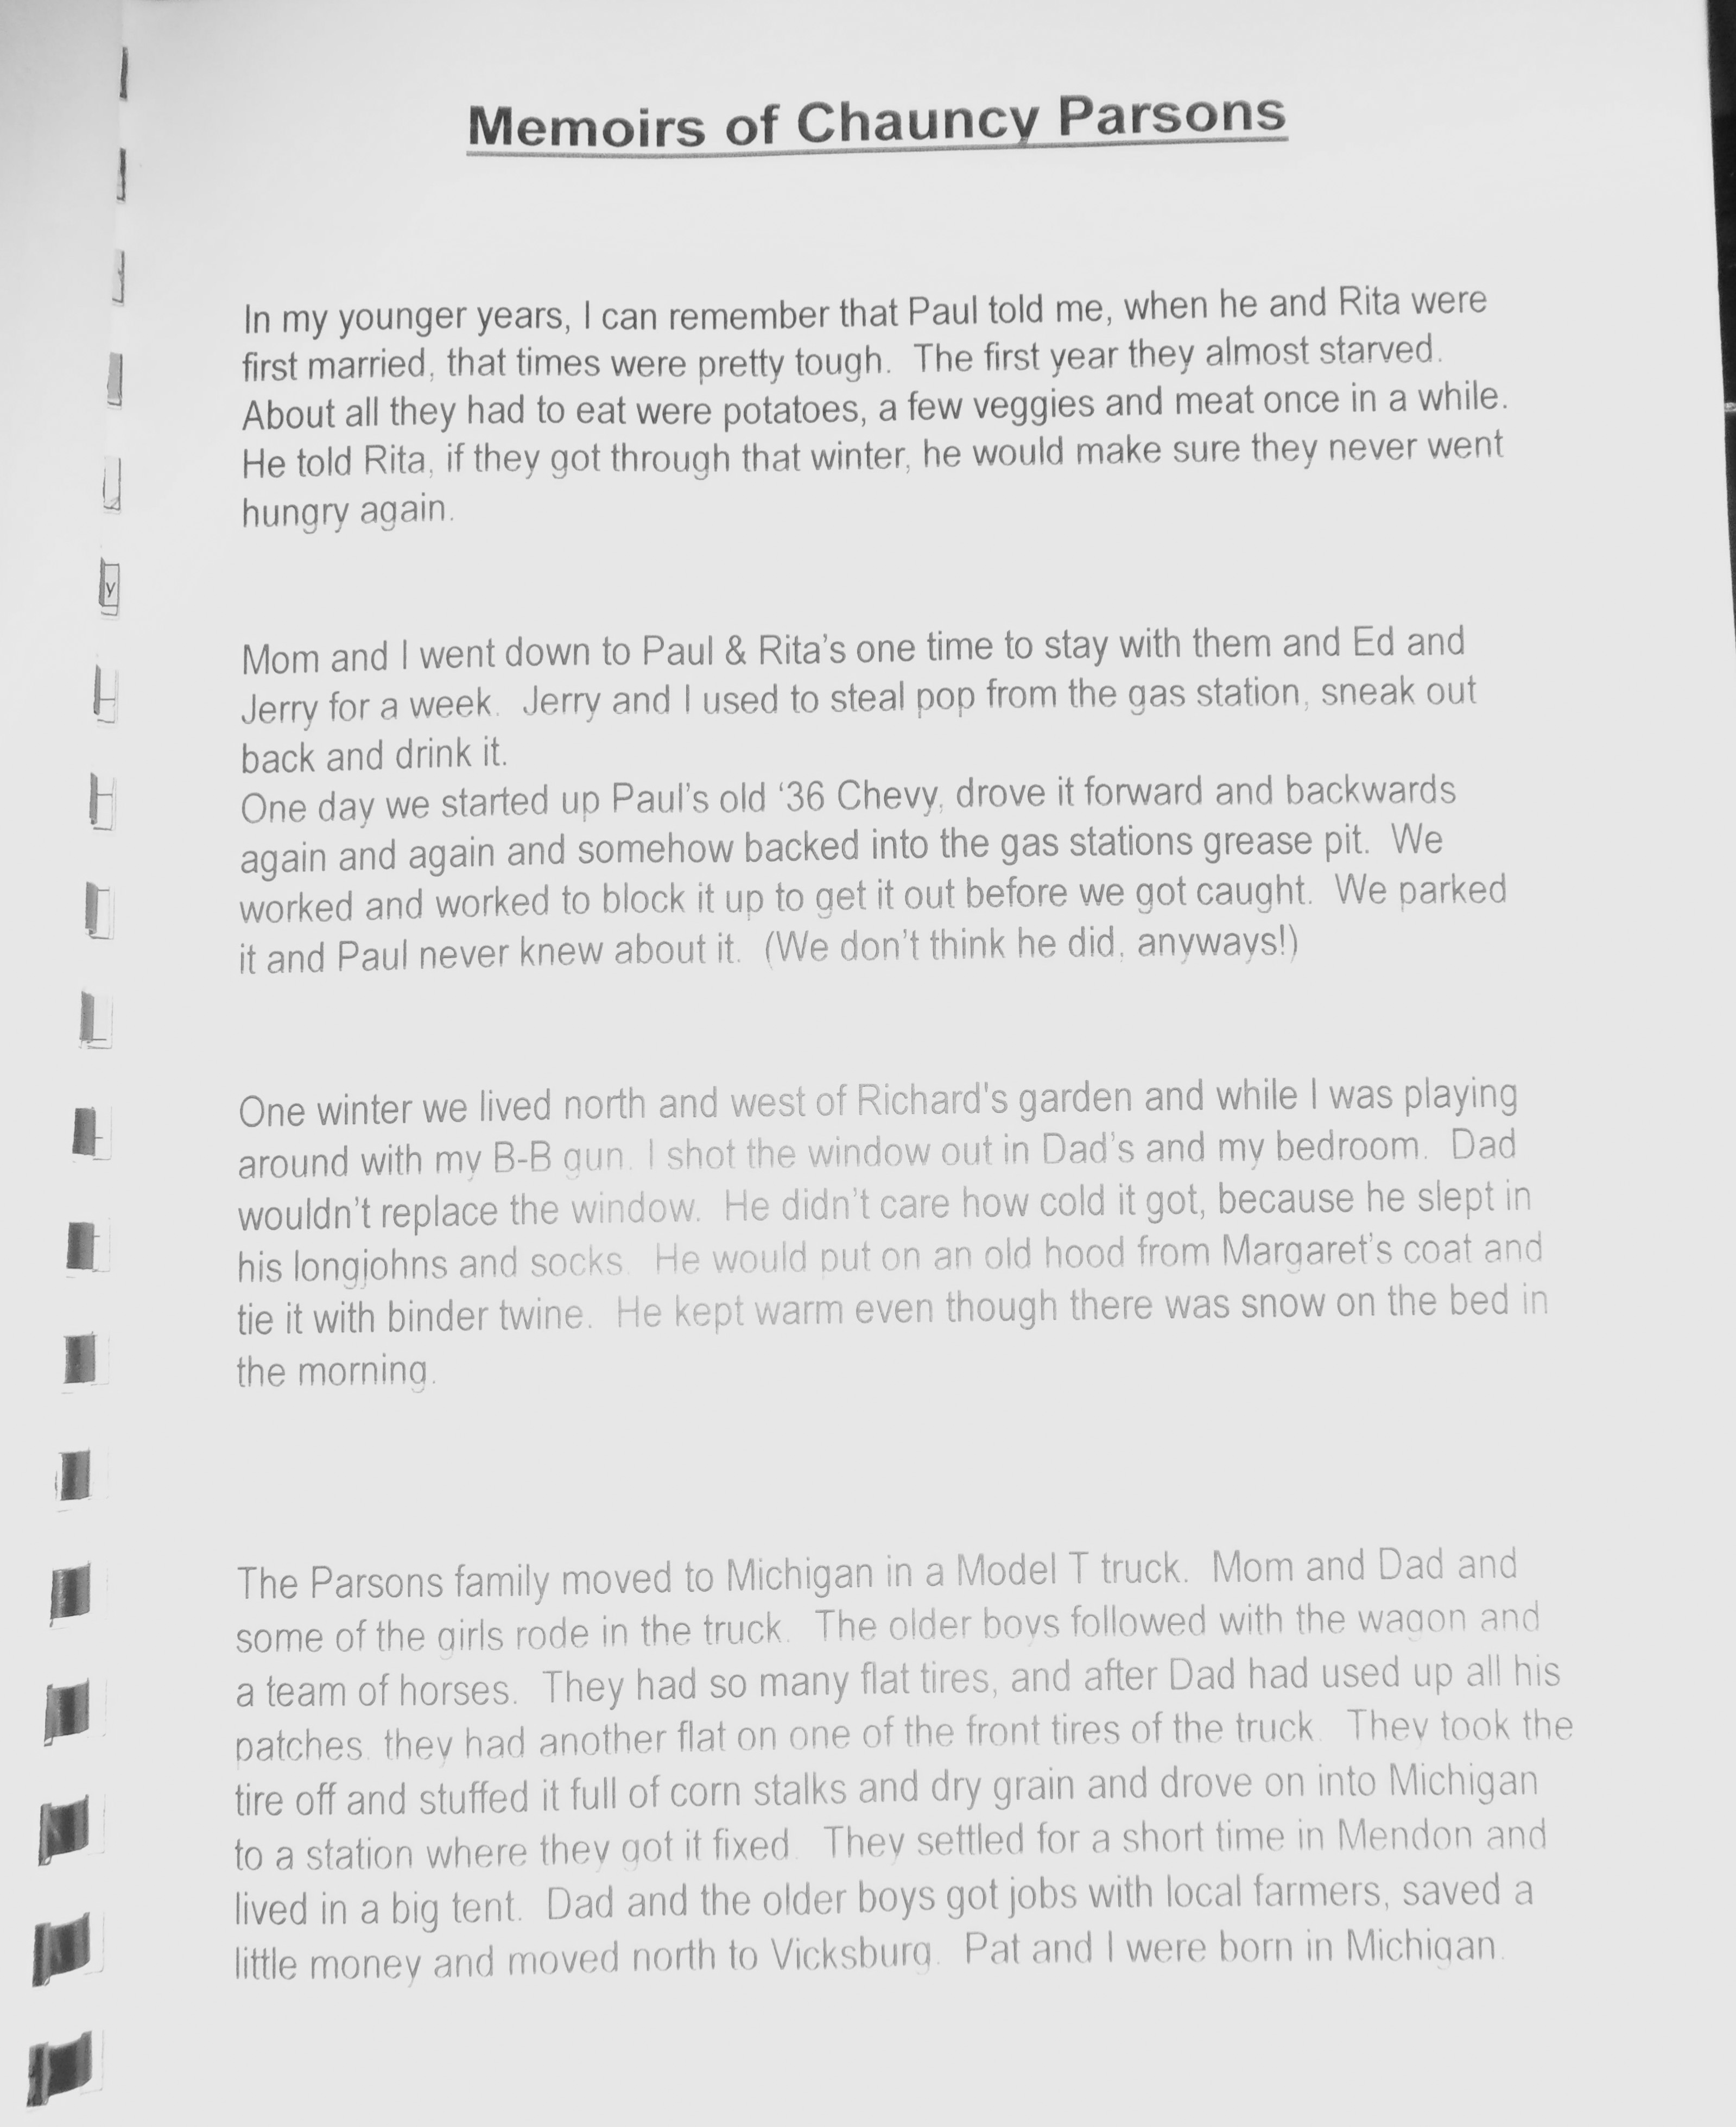 Memoirs of Chauncy Parsons
In my younger years, I can remember that Paul told me, when he and Rita were
first married, that times were pretty tough.  The first year they almost starved.
About all they had to eat were potatoes, a few veggies and meat once in a while.
He told Rita, if they got through that winter, he would make sure they never went
hungry again.
Mom and I went down to Paul & Rita's one time to stay with them and Ed and
Jerry for a week.  Jerry and I used to steal pop from the gas station, sneak out
back and drink it.
One day we started up Paul's old ‘36 Chevy, drove it forward and backwards
again and again and somehow backed into the gas stations grease pit.  We
worked and worked to block it up to get it out before we got caught.  We parked
it and Paul never knew about it.  (We don't think he did, anyways!)
One winter we lived north and west of Richard's garden and while I was playing
around with my B-B gun. I shot the window out in Dad's and my bedroom.  Dad
wouldn't replace the window.  He didn't care how cold it got, because he slept in
his longjohns and socks.  He would put on an old hood from Margaret's coat and
tie it with binder twine.  He kept warm even though there was snow on the bed in
the morning.
The Parsons family moved to Michigan in a Model T truck.  Mom and Dad and
some of the girls rode in the truck.  The older boys followed with the wagon and
a team of horses.  They had so many flat tires, and after Dad had used up all his
patches, they had another flat on one of the front tires of the truck.  They took the
tire off and stuffed it full of corn stalks and dry grain and drove on into Michigan
to a station where they got it fixed.  They settled for a short time in Mendon and
lived in a big tent.  Dad and the older boys got jobs with local farmers, saved a
little money and moved north to Vicksburg.  Pat and I were born in Michigan.